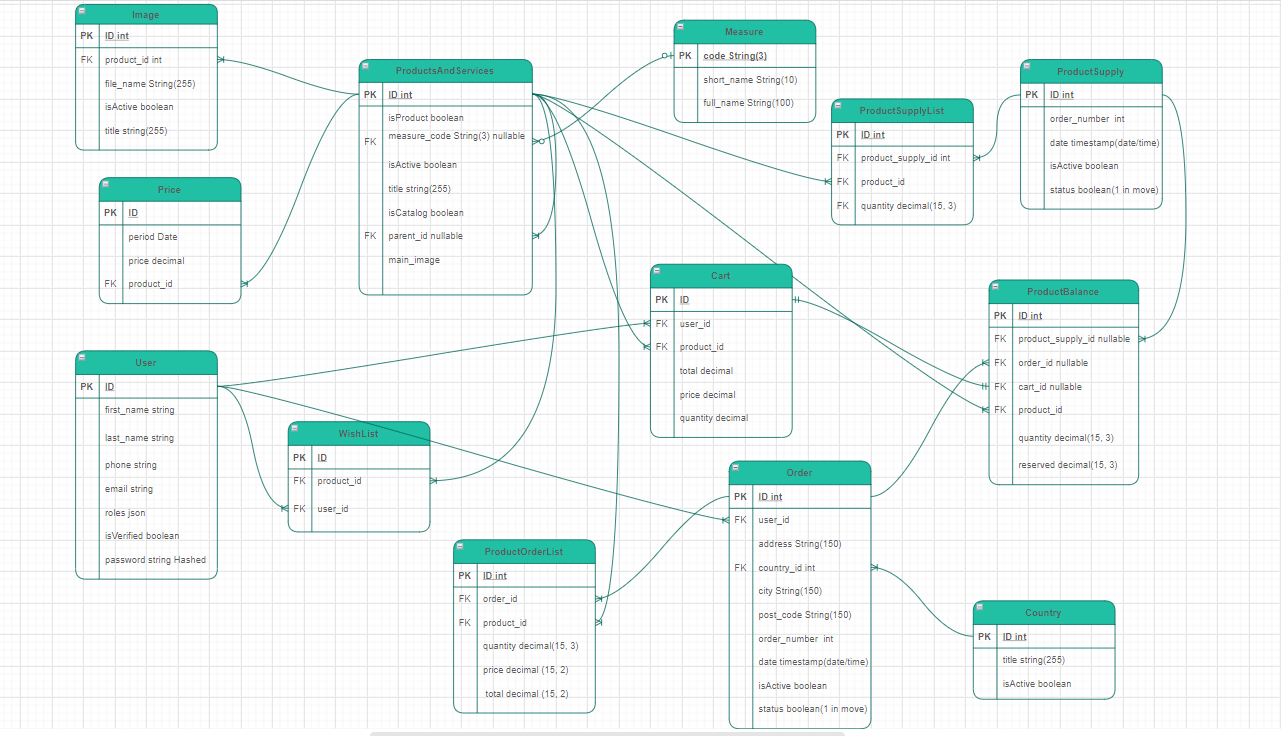 Image
PK ID int
FK product_id int
file_name String(255)
isActive boolean
title string(255)
ProductsAndServices
PK ID int
isProduct boolean
FK measure_code String(3) nullable
isActive boolean
title string(255)
isCatalog boolean
FK parent_id nullable
main_image
Measure
PK code String(3)
short_name String(10)
full_name String(100)
ProductSupplyList
PK ID int
FK product_supply_id int
FK product_id
FK quantity decimal(15, 3)
ProductSupply
PK ID int
order_number int
date timestamp(date/time)
isActive boolean
status boolean(1 in move)
Price
PK ID
period Date
price decimal
FK product_id
Cart
PK ID
FK user_id
FK product_id
total decimal
price decimal
quantity decimal
ProductBalance
PK ID int
FK product_supply_id nullable
FK order_id nullable
FK cart_id nullable
FK product_id
quantity decimal(15, 3)
reserved decimal(15, 3)
User
PK ID
first_name string
last_name string
phone string
email string
roles json
isVerified boolean
password string Hashed
WishList
PK ID
FK product_id
FK user_id
ProductOrderList
PK ID int
FK order_id
FK product_id
quantity decimal(15, 3)
price decimal (15, 2)
total decimal (15, 2)
Order
PK ID int
FK user_id
address String(150)
FK country_id int
city String(150)
post_code String(150)
order_number int
date timestamp(date/time)
isActive boolean
status boolean(1 in move)
Country
PK ID int
title string(255)
isActive boolean